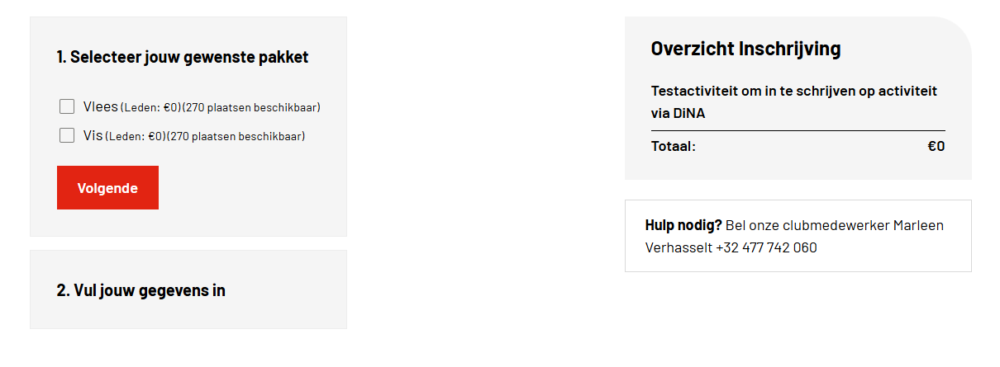 1. Selecteer jouw gewenste pakket
Vlees (Leden: €0)(270 plaatsen beschikbaar)
Vis (Leden: €0)(270 plaatsen beschikbaar)
Volgende
2. Vul jouw gegevens in
Overzicht Inschrijving
Testactiviteit om in te schrijven op activiteit
via DiNA
Totaal: €0
Hulp nodig? Bel onze clubmedewerker Marleen
Verhasselt +32 477 742 060